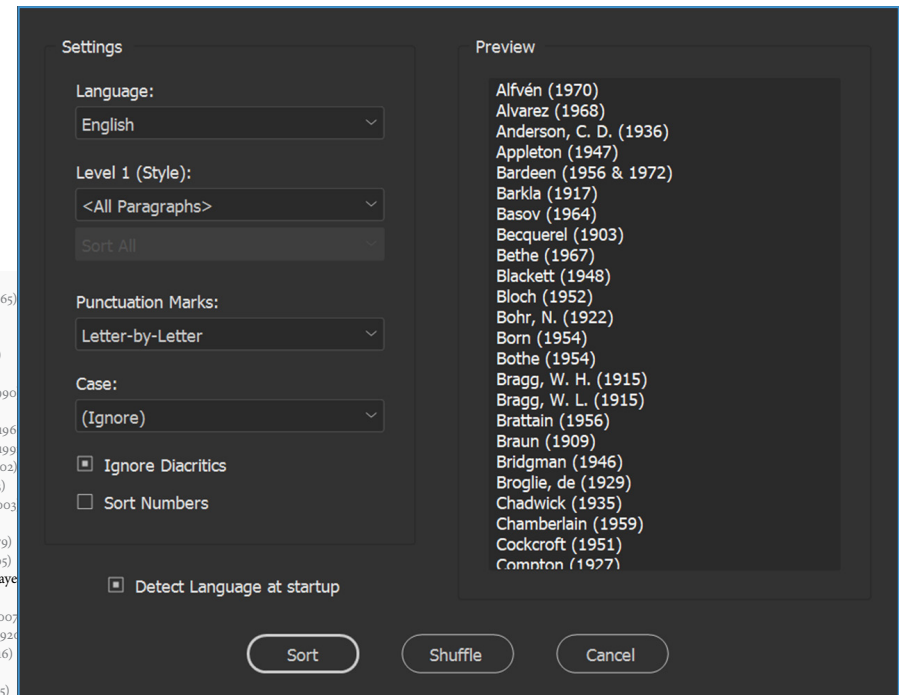 Settings
Language:
English
Level 1 (Style):
<All Paragraphs>
Sort All
Punctuation Marks:
Letter-by-Letter
Case:
(Ignore)
Ignore Diacritics
Sort Numbers
Detect Language at startup
Preview
Alfvén (1970)
Alvarez (1968)
Anderson, C. D. (1936)
Appleton (1947)
Bardeen (1956 & 1972)
Barkla (1917)
Basov (1964)
Becquerel (1903)
Bethe (1967)
Blackett (1948)
Bloch (1952)
Bohr, N. (1922)
Born (1954)
Bothe (1954)
Bragg, W. H. (1915)
Bragg, W. L. (1915)
Brattain (1956)
Braun (1909)
Bridgman (1946)
Broglie, de (1929)
Chadwick (1935)
Chamberlain (1959)
Cockcroft (1951)
Compton (1927)
Sort
Shuffle
Cancel